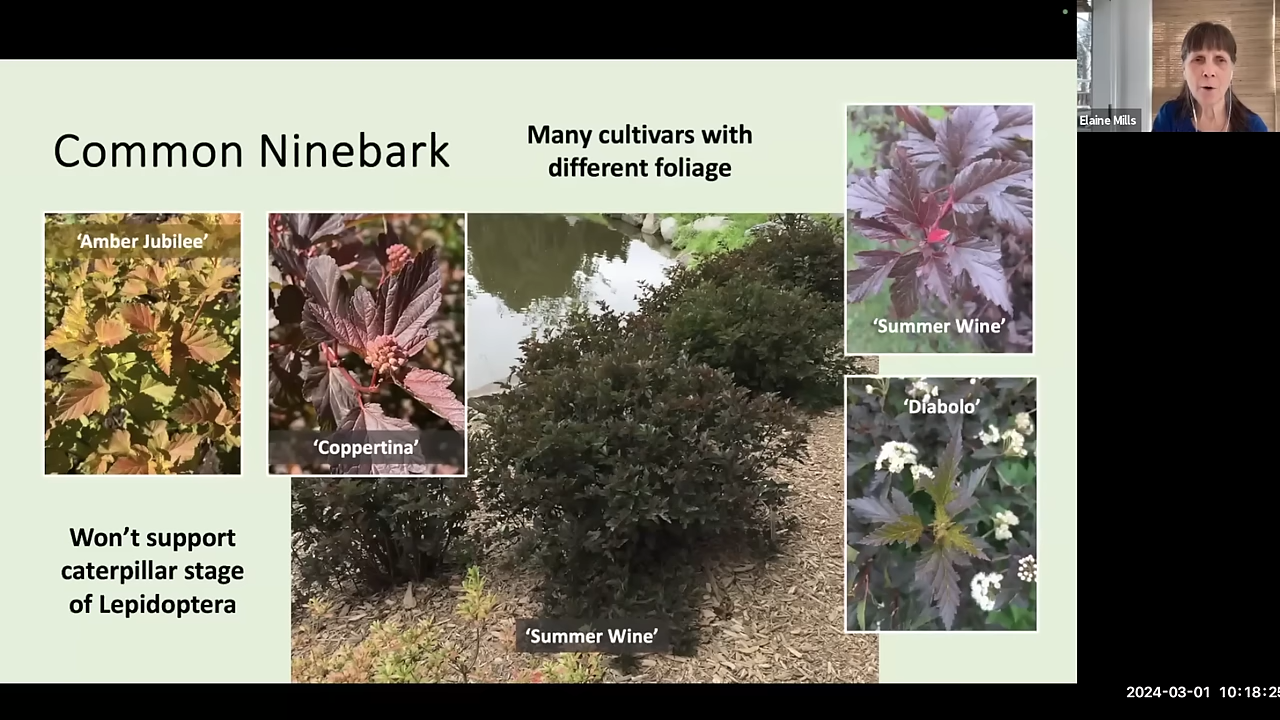 Common Ninebark
Many cultivars with
different foliage
‘Amber Jubilee’
‘Coppertina’
‘Summer Wine’
‘Diabolo’
Won’t support
caterpillar stage
of Lepidoptera
‘Summer Wine’
Elaine Mills
2024-03-01 10:18:25